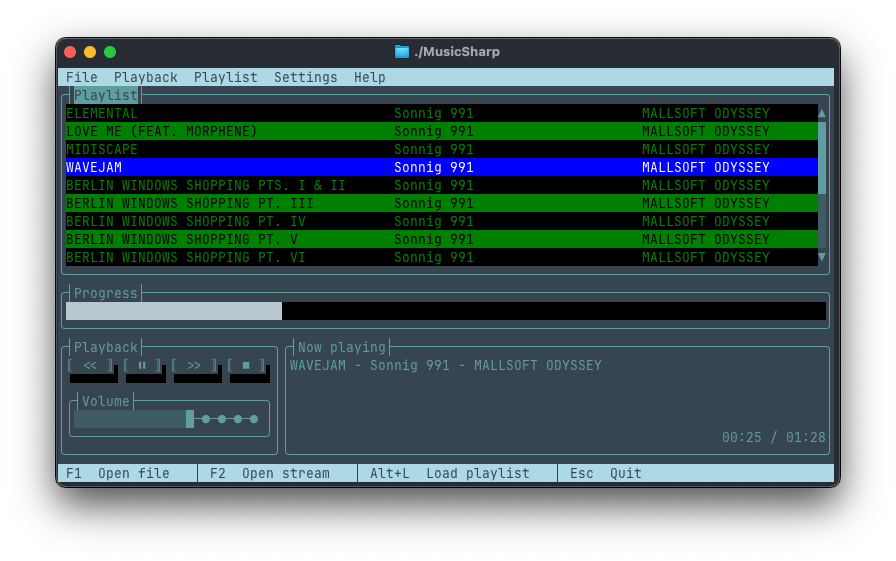 ./MusicSharp
File Playback Playlist Settings Help
Playlist
ELEMENTAL Sonnig 991 MALLSOFT ODYSSEY
LOVE ME (FEAT. MORPHENE) Sonnig 991 MALLSOFT ODYSSEY
MIDISCAPE Sonnig 991 MALLSOFT ODYSSEY
WAVEJAM Sonnig 991 MALLSOFT ODYSSEY
BERLIN WINDOWS SHOPPING PTS. I & II Sonnig 991 MALLSOFT ODYSSEY
BERLIN WINDOWS SHOPPING PT. III Sonnig 991 MALLSOFT ODYSSEY
BERLIN WINDOWS SHOPPING PT. IV Sonnig 991 MALLSOFT ODYSSEY
BERLIN WINDOWS SHOPPING PT. V Sonnig 991 MALLSOFT ODYSSEY
BERLIN WINDOWS SHOPPING PT. VI Sonnig 991 MALLSOFT ODYSSEY
Progress
Playback
[ << ] [ ⏸ ] [ >> ] [ ■ ]
Volume
Now playing
WAVEJAM - Sonnig 991 - MALLSOFT ODYSSEY
00:25 / 01:28
F1 Open file F2 Open stream Alt+L Load playlist Esc Quit